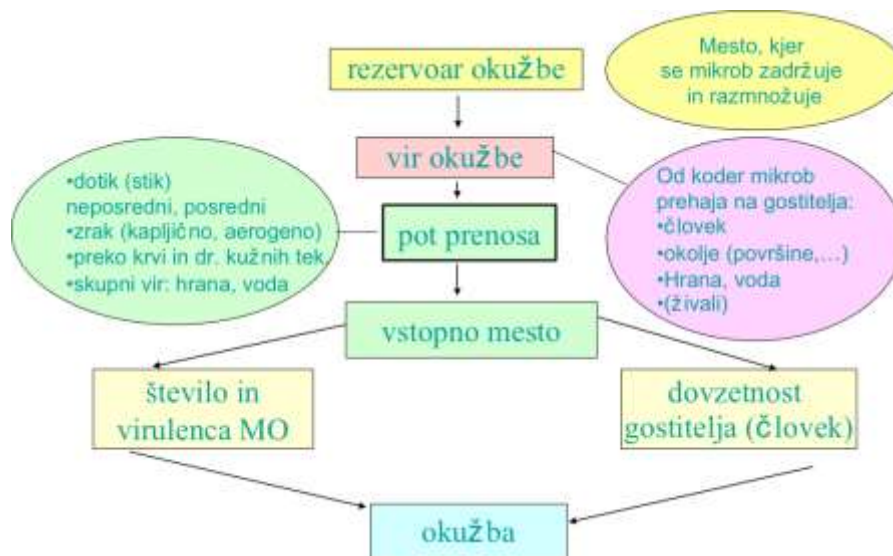 rezervoar okužbe
Mesto, kjer
se mikrob zadržuje
in razmnožuje
vir okužbe
•dotik (stik)
neposredni, posredni
•zrak (kapljično, aerogeno)
•preko krvi in dr. kužnih tek.
•skupni vir: hrana, voda
Od koder mikrob
prehaja na gostitelja:
•človek
•okolje (površine,...)
•Hrana, voda
•(živali)
pot prenosa
vstopno mesto
število in
virulenca MO
dovzetnost
gostitelja (človek)
okužba